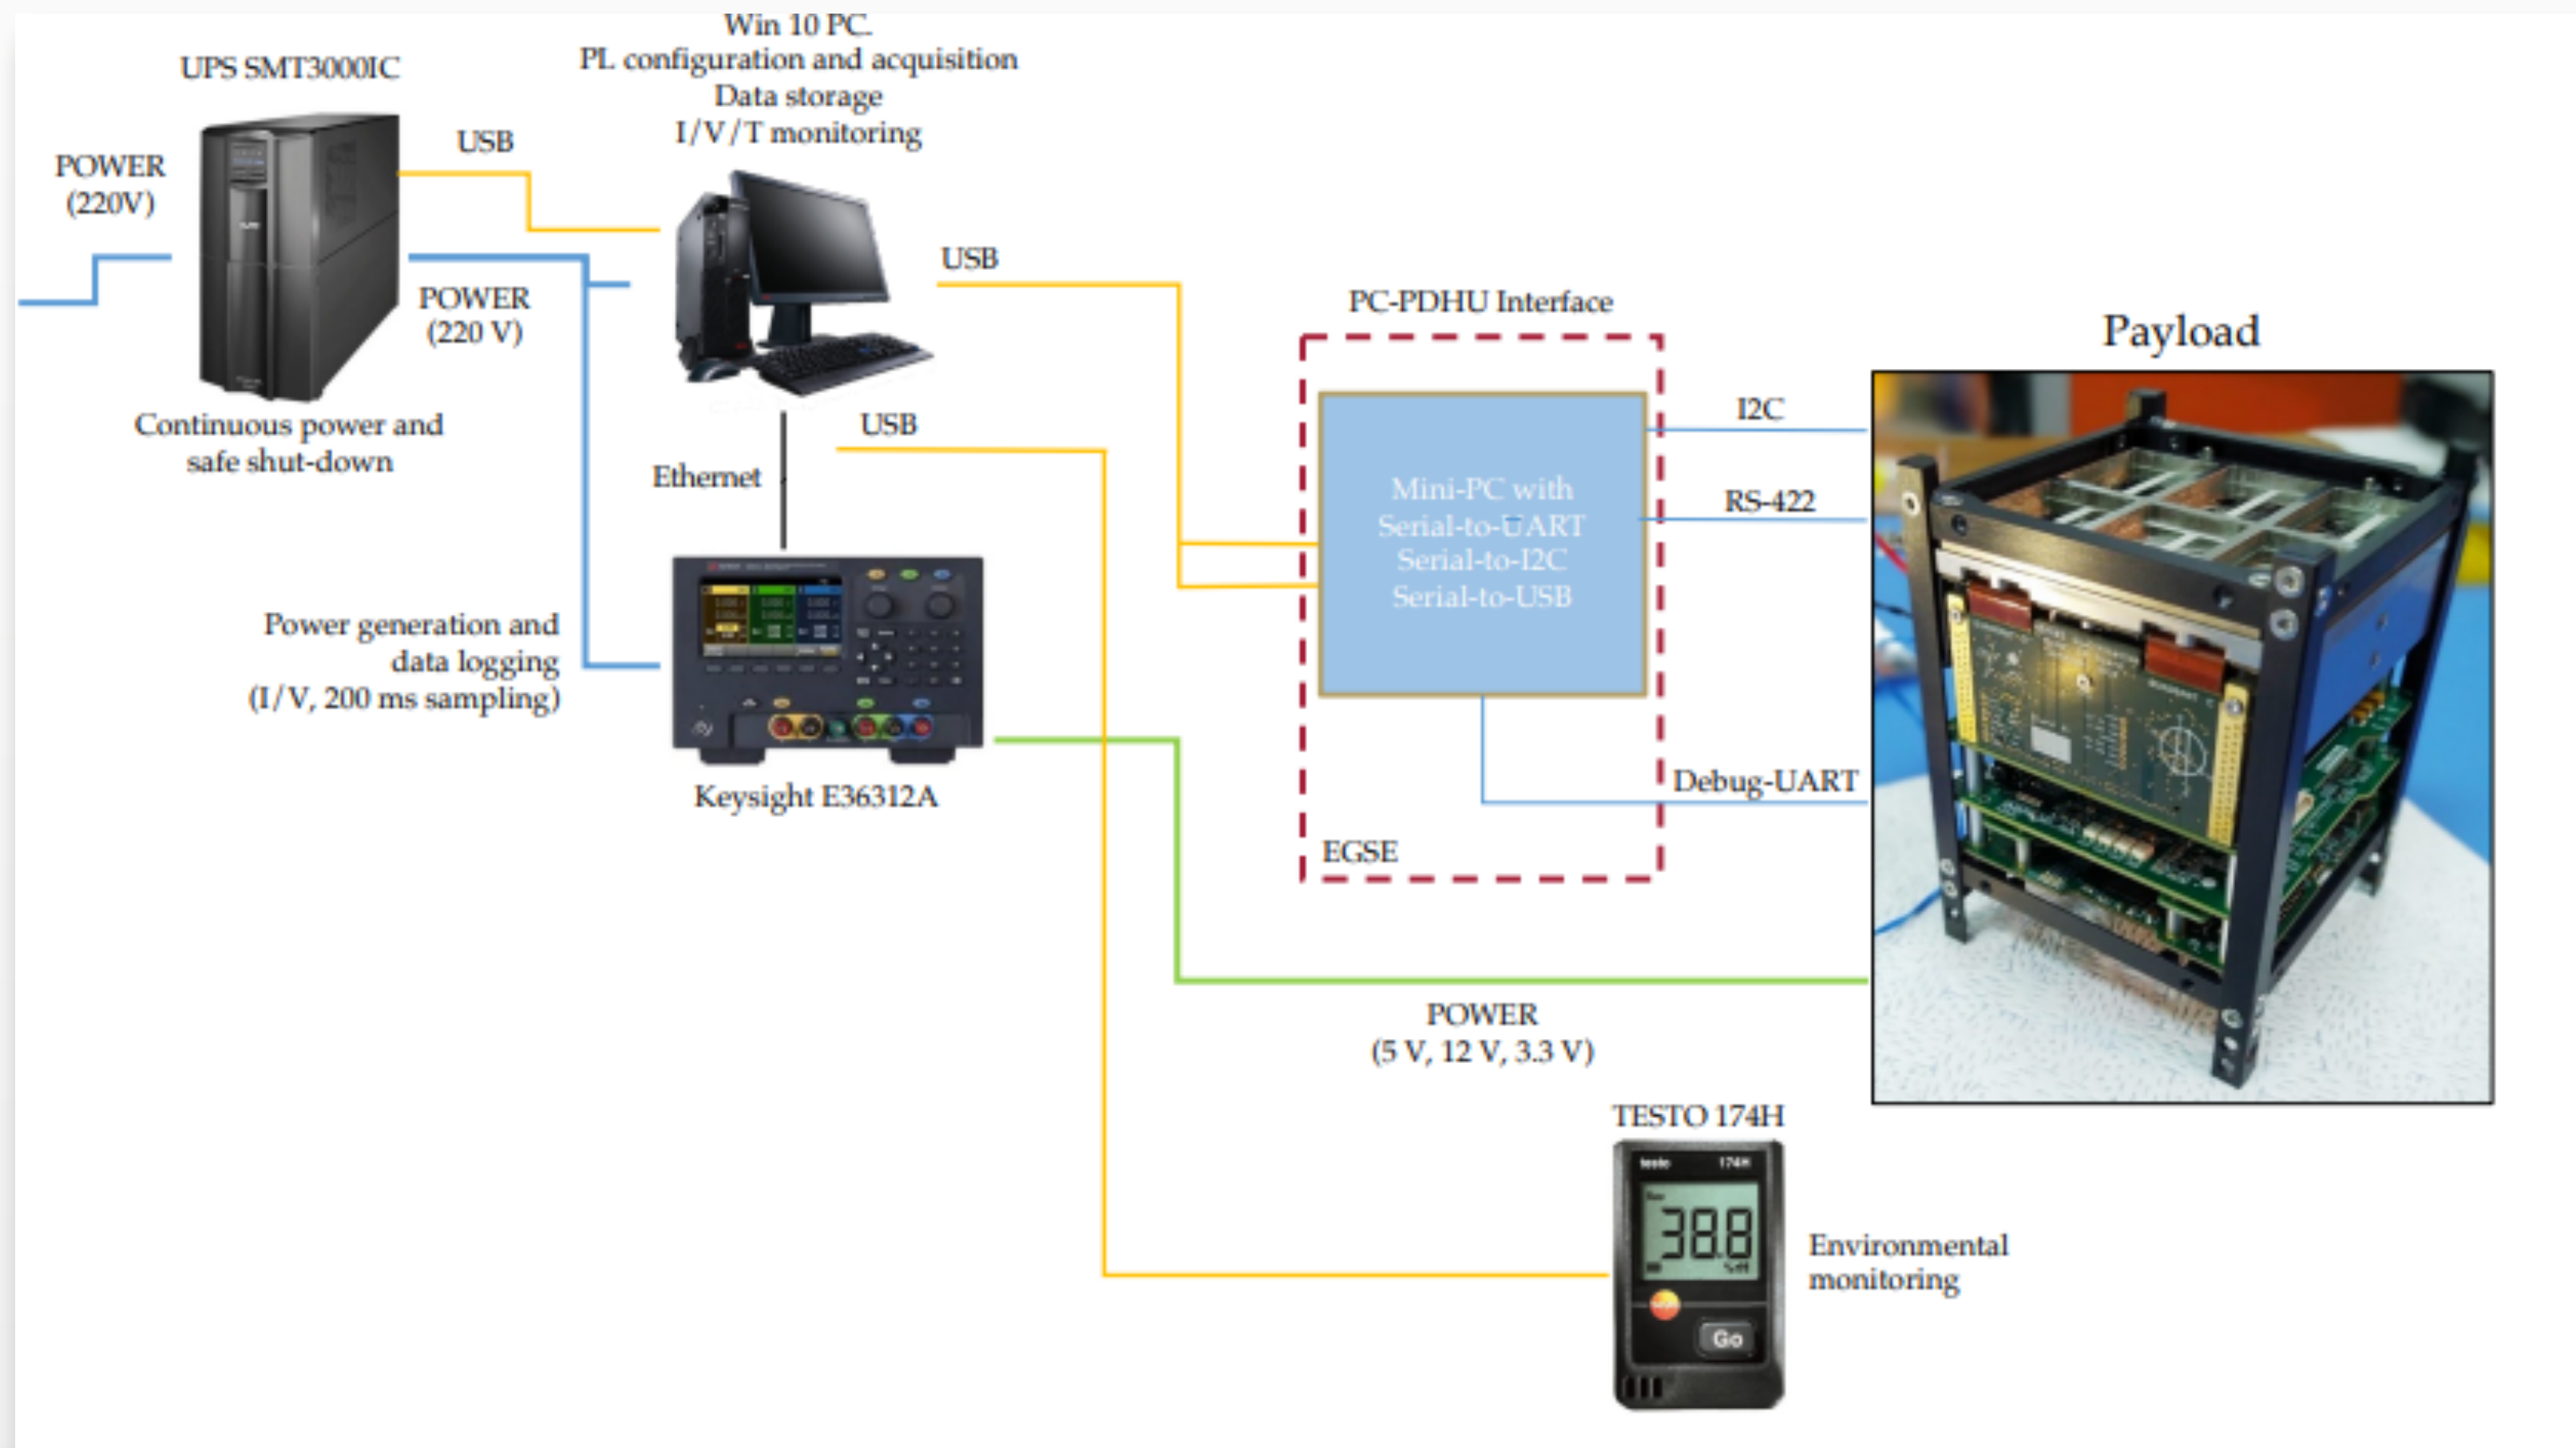 Win 10 PC.
PL configuration and acquisition
Data storage
I/V/T monitoring
UPS SMT3000IC
USB
POWER
(220V)
POWER
(220 V)
Continuous power and
safe shut-down
USB
USB
Ethernet
Power generation and
data logging
(I/V, 200 ms sampling)
Keysight E36312A
PC-PDHU Interface
Mini-PC with
Serial-to-UART
Serial-to-I2C
Serial-to-USB
EGSE
I2C
RS-422
Debug-UART
Payload
POWER
(5 V, 12 V, 3.3 V)
TESTO 174H
testo 174H
38.8
%rH
Go
Environmental
monitoring